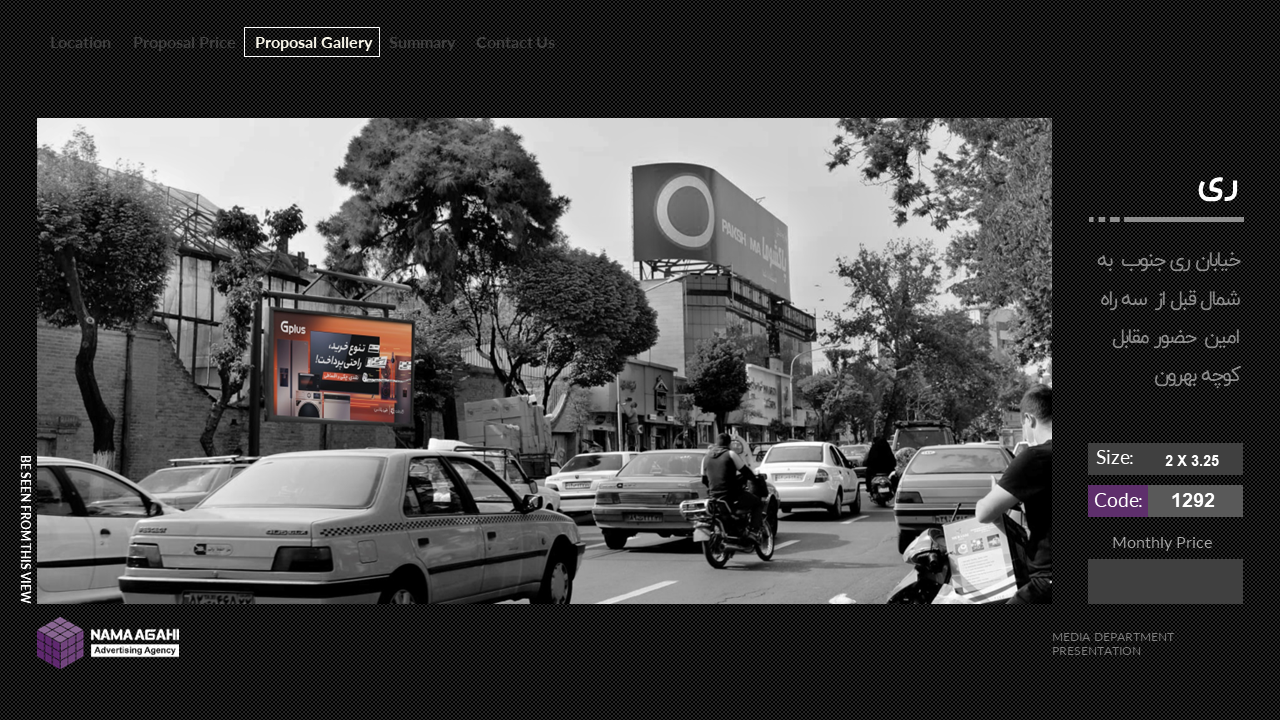 Location
Proposal Price
Proposal Gallery
Summary
Contact Us
Gplus
تنوع خرید،
راحتی پرداخت!
PAKSHOMA
ری
خیابان ری جنوب به
شمال قبل از سه راه
امین حضور مقابل
کوچه بهرون
Size:
2 X 3.25
Code:
1292
Monthly Price
BE SEEN FROM THIS VIEW
NAMA AGAHI
Advertising Agency
MEDIA DEPARTMENT
PRESENTATION